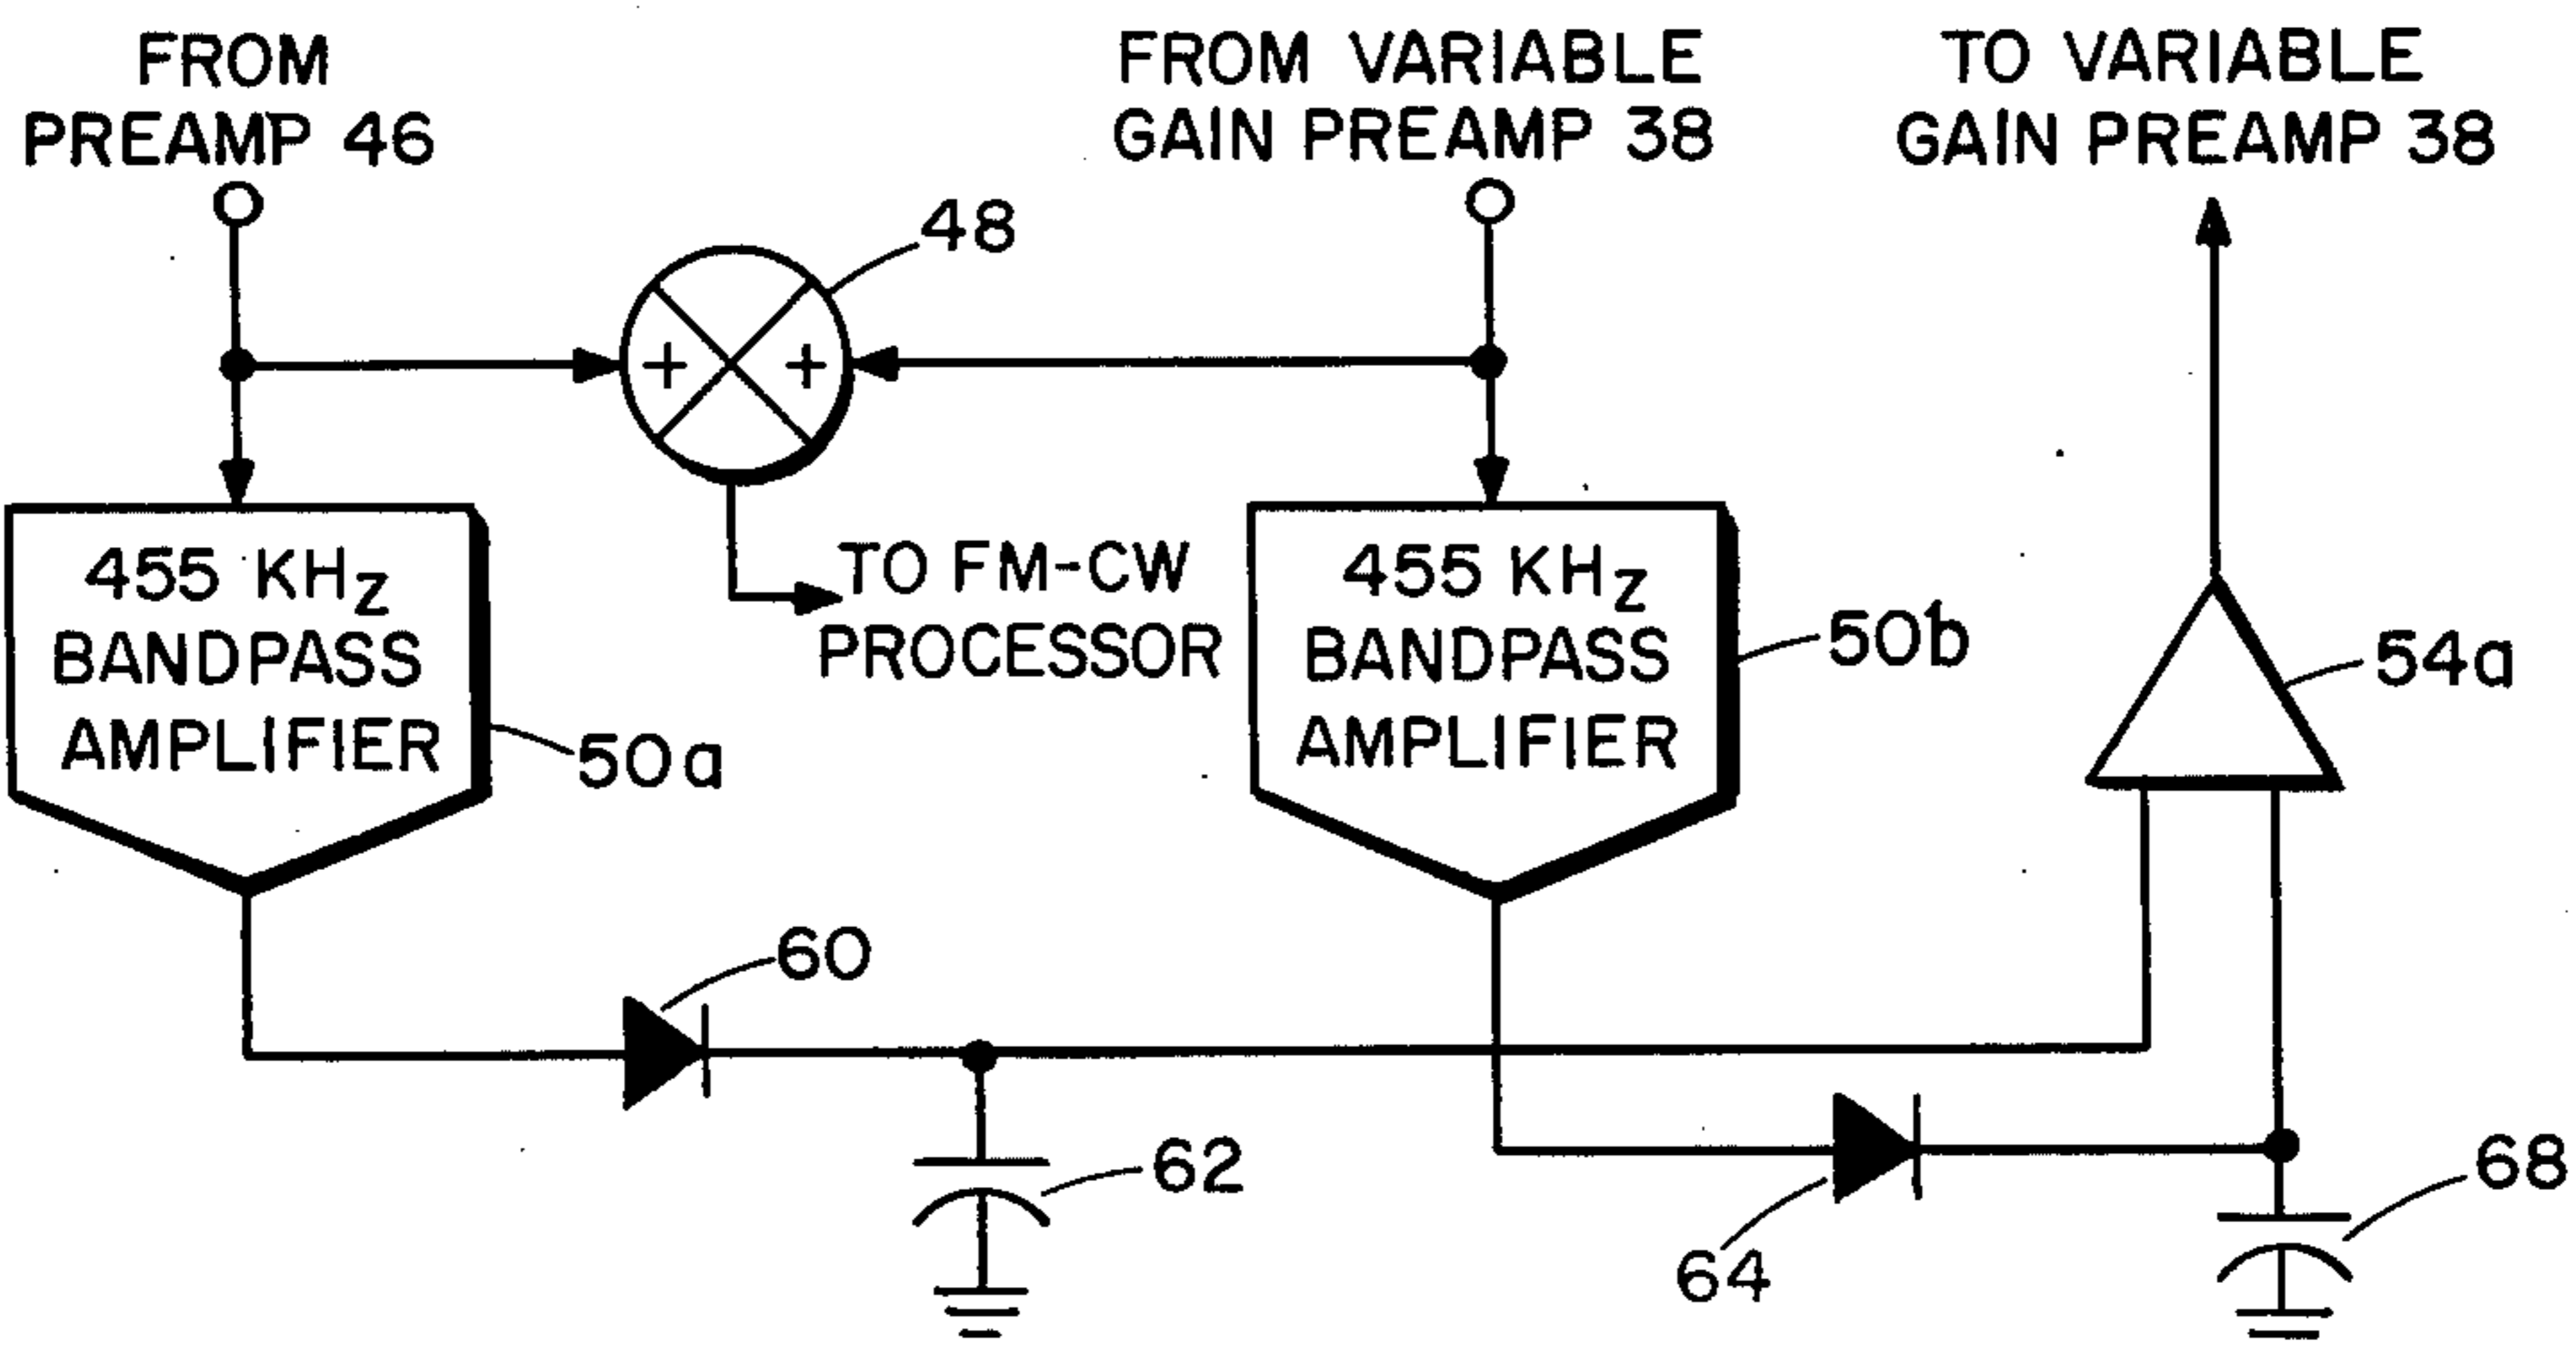 FROM
PREAMP 46
FROM VARIABLE
GAIN PREAMP 38
TO VARIABLE
GAIN PREAMP 38
48
+ +
455 KHz
BANDPASS
AMPLIFIER
50a
TO FM-CW
PROCESSOR
455 KHz
BANDPASS
AMPLIFIER
50b
54a
60
62
64
68